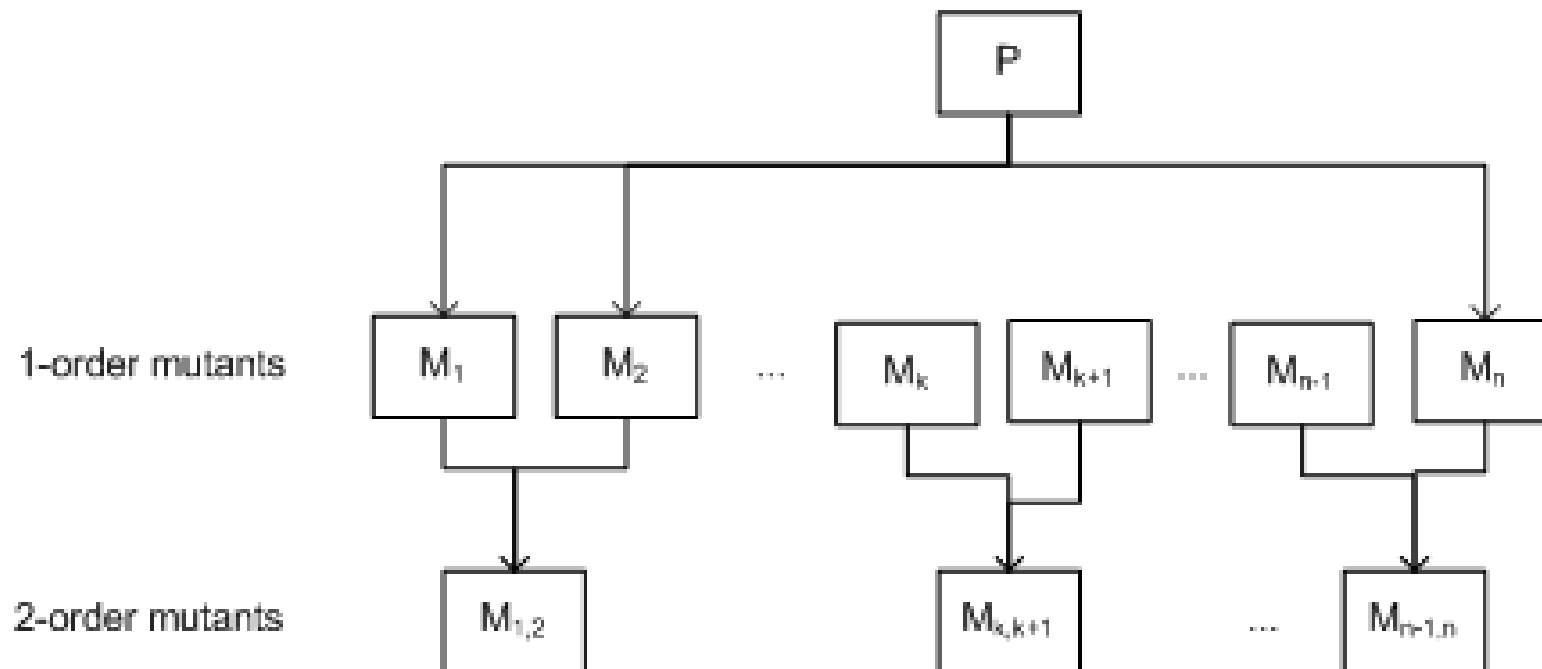 P
1-order mutants M₁ M₂ ... Mₖ Mₖ₊₁ ... Mₙ₋₁ Mₙ
2-order mutants M₁,₂ Mₖ,ₖ₊₁ ... Mₙ₋₁,ₙ